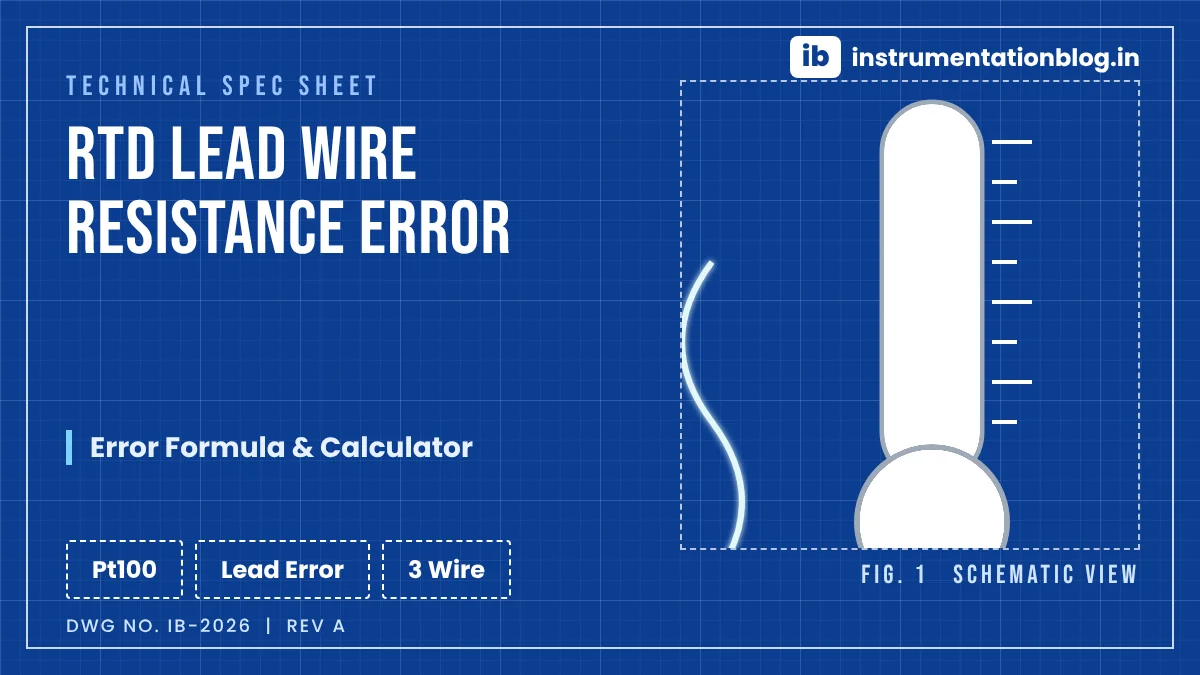 ib instrumentationblog.in
TECHNICAL SPEC SHEET
RTD LEAD WIRE
RESISTANCE ERROR
Error Formula & Calculator
Pt100
Lead Error
3 Wire
FIG. 1 SCHEMATIC VIEW
DWG NO. IB-2026 | REV A